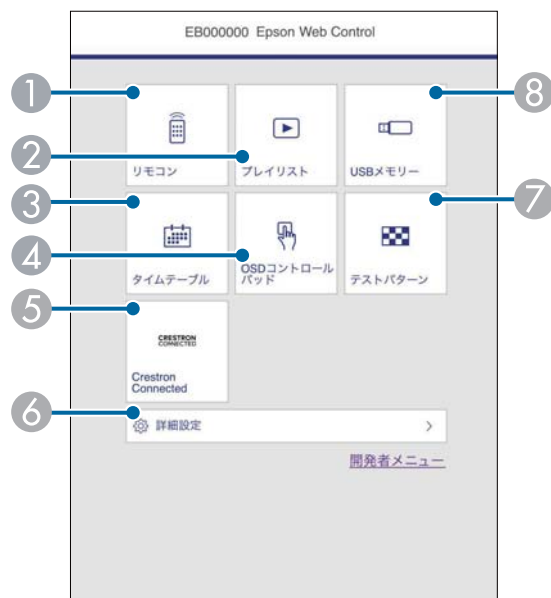 EB000000 Epson Web Control
1
8
2
リモコン
プレイリスト
USBメモリー
3
7
4
タイムテーブル
OSDコントロール
パッド
テストパターン
5
CRESTRON
CONNECTED
Crestron
Connected
6
詳細設定
開発者メニュー